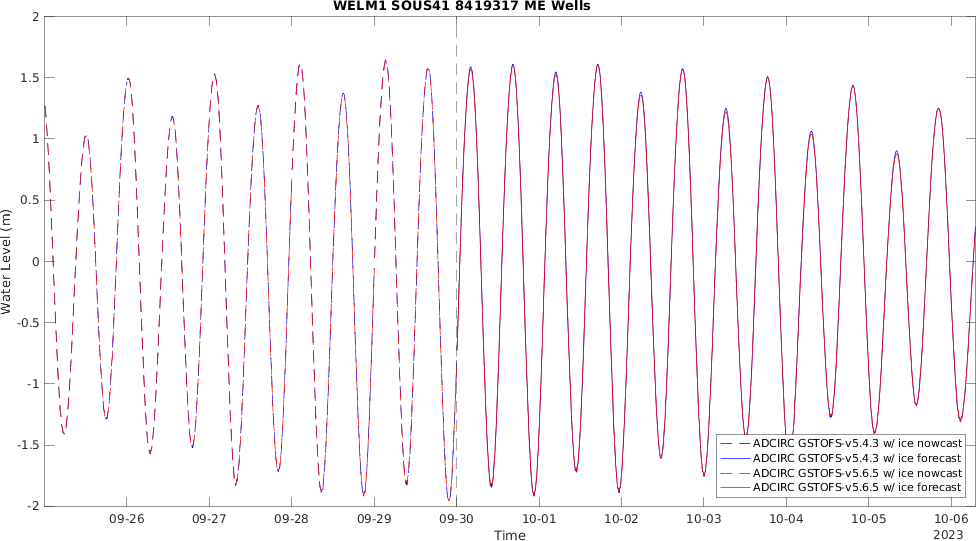 WELM1 SOUS41 8419317 ME Wells
2
1.5
1
0.5
0
-0.5
-1
-1.5
-2
Water Level (m)
ADCIRC GSTOFS-v5.4.3 w/ ice nowcast
ADCIRC GSTOFS-v5.4.3 w/ ice forecast
ADCIRC GSTOFS-v5.6.5 w/ ice nowcast
ADCIRC GSTOFS-v5.6.5 w/ ice forecast
09-26 09-27 09-28 09-29 09-30 10-01 10-02 10-03 10-04 10-05 10-06
Time
2023